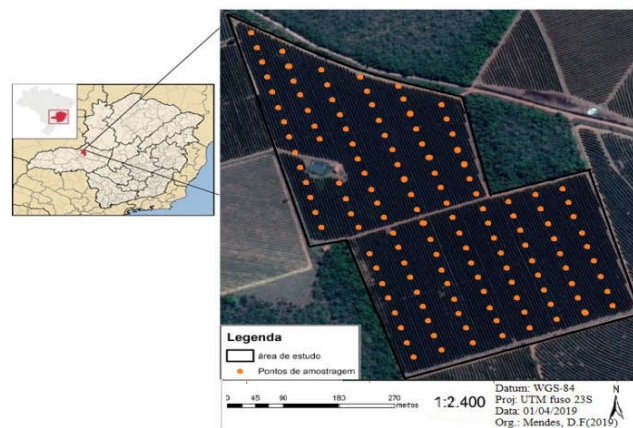 Legenda
área de estudo
Pontos de amostragem
0 45 90 180 270
metos
1:2.400
Datum: WGS-84
Proj: UTM fuso 23S
Data: 01/04/2019
Org.: Mendes, D.F(2019)
N